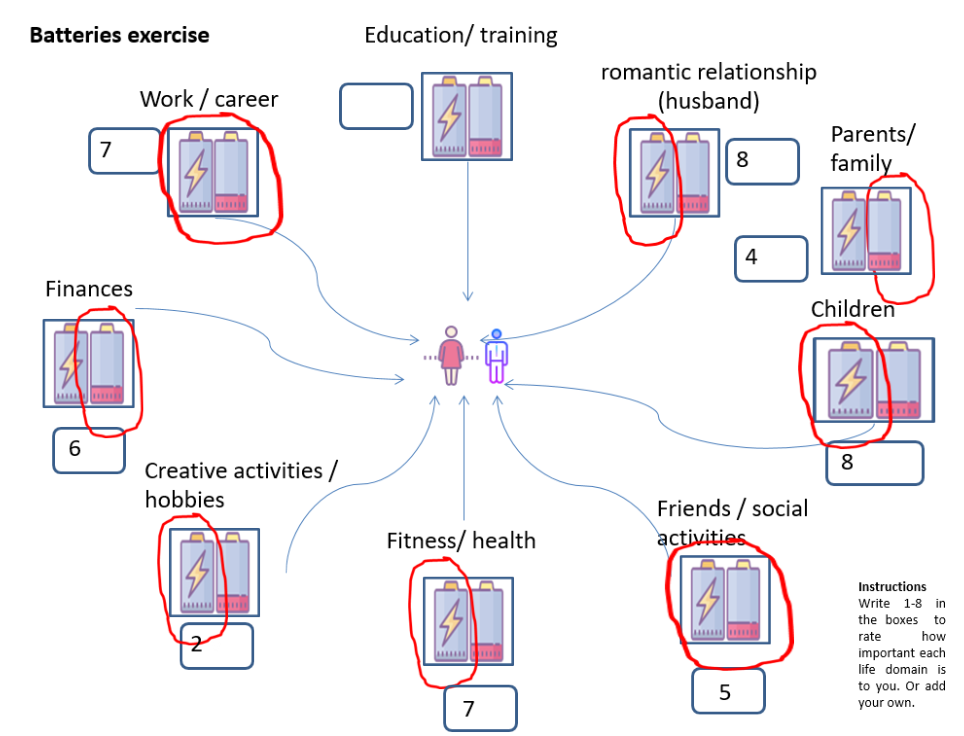 Batteries exercise
Education/ training
romantic relationship
(husband)
Work / career
7
8
Parents/
family
4
Finances
6
Children
8
Creative activities /
hobbies
2
Fitness/ health
7
Friends / social
activities
5
Instructions
Write 1-8 in
the boxes to
rate how
important each
life domain is
to you. Or add
your own.